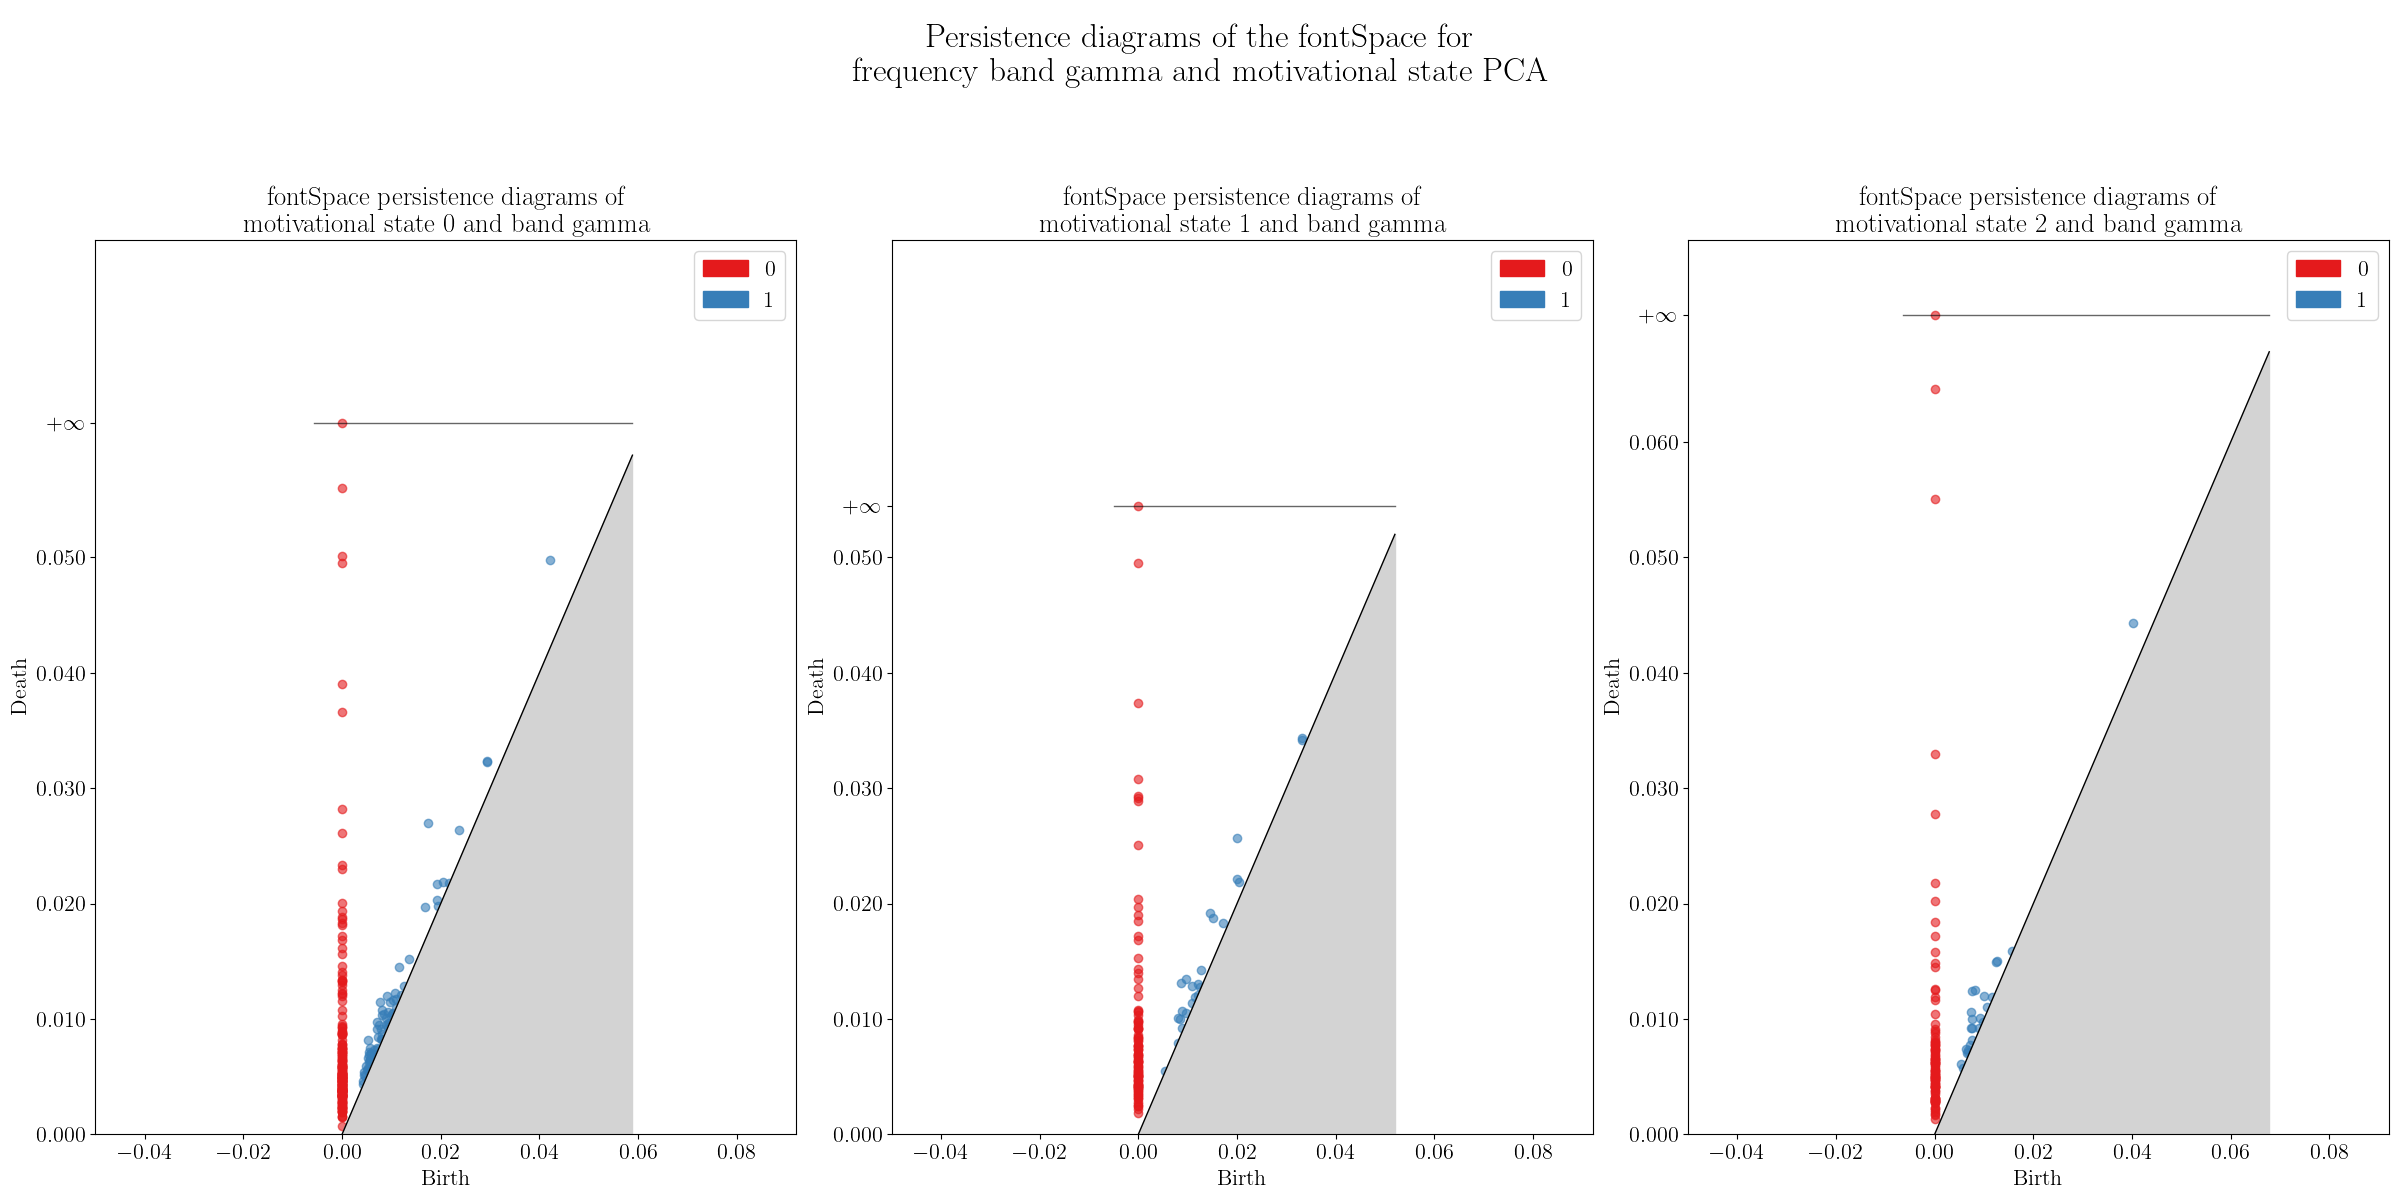 Persistence diagrams of the fontSpace for
frequency band gamma and motivational state PCA
fontSpace persistence diagrams of
motivational state 0 and band gamma
0
1
+∞
0.050
0.040
0.030
0.020
0.010
0.000
Death
−0.04 −0.02 0.00 0.02 0.04 0.06 0.08
Birth
fontSpace persistence diagrams of
motivational state 1 and band gamma
0
1
+∞
0.050
0.040
0.030
0.020
0.010
0.000
Death
−0.04 −0.02 0.00 0.02 0.04 0.06 0.08
Birth
fontSpace persistence diagrams of
motivational state 2 and band gamma
0
1
+∞
0.060
0.050
0.040
0.030
0.020
0.010
0.000
Death
−0.04 −0.02 0.00 0.02 0.04 0.06 0.08
Birth